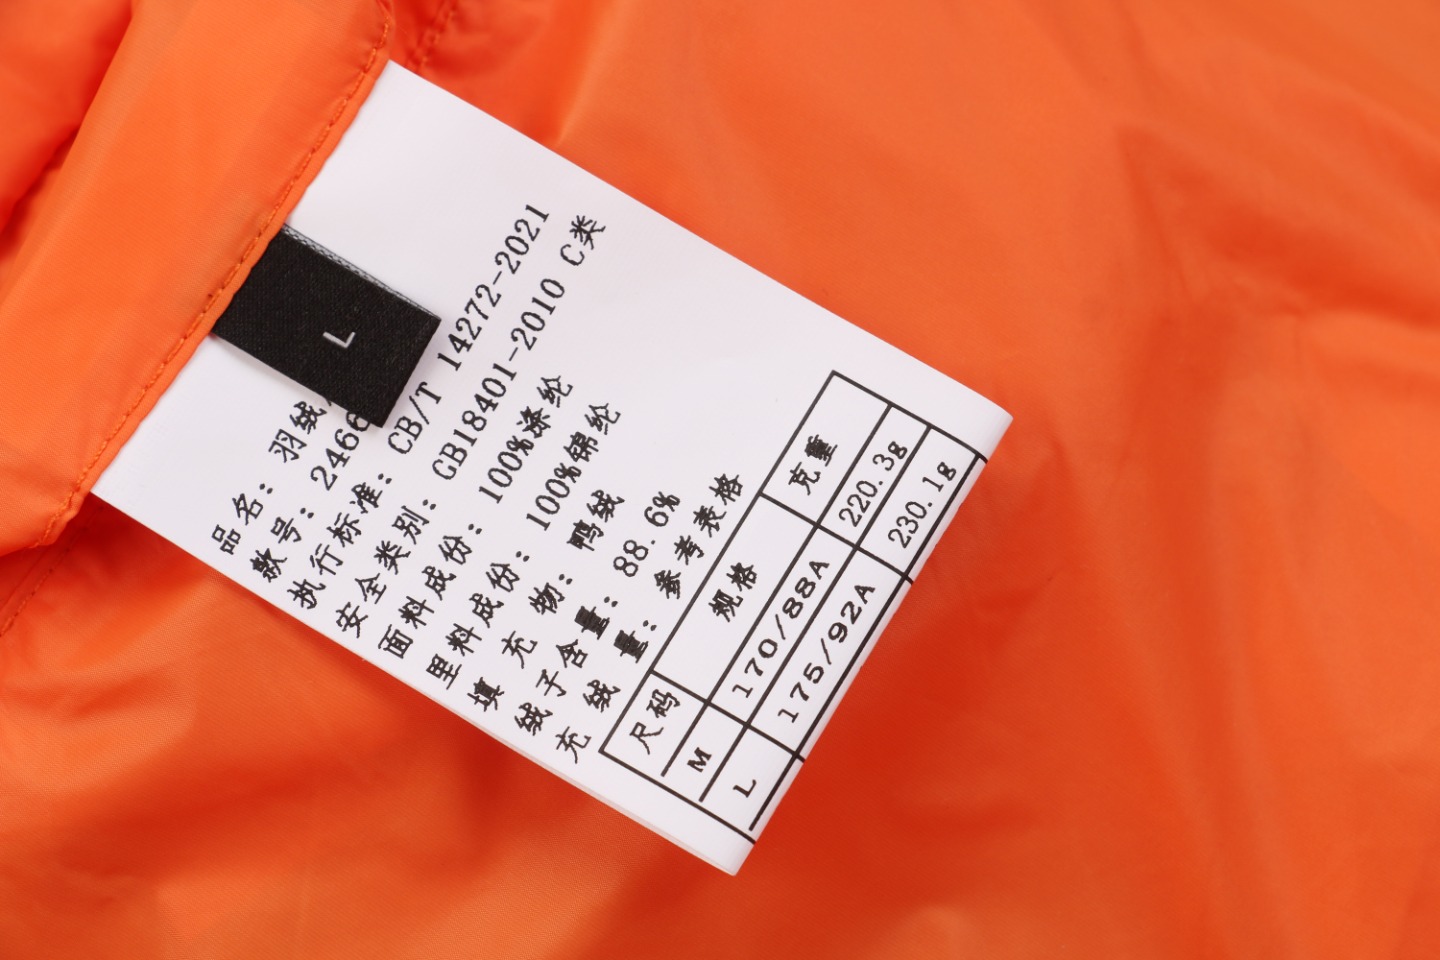 L
品名: 羽绒
款号: 2466
执行标准: GB/T 14272-2021
安全类别: GB18401-2010 C类
面料成份: 100%涤纶
里料成份: 100%锦纶
填 充 物: 鸭绒
绒子含量: 88.6%
充 绒 量: 参考表格
尺码 规格 克重
M 170/88A 220.3g
L 175/92A 230.1g